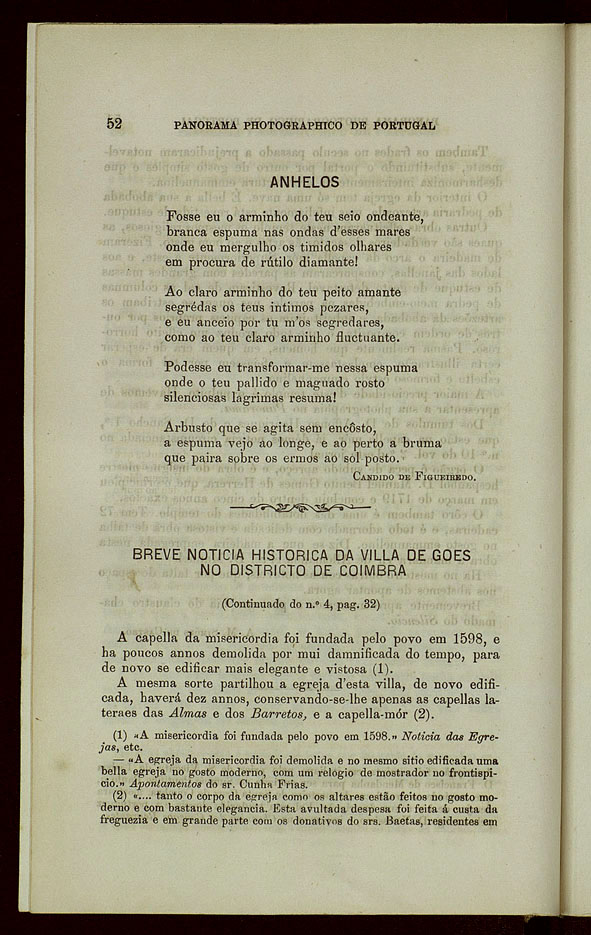 52 PANORAMA PHOTOGRAPHICO DE PORTUGAL
ANHELOS
Fosse eu o arminho do teu seio ondeante,
branca espuma nas ondas d'esses mares
onde eu mergulho os timidos olhares
em procura de rútilo diamante!
Ao claro arminho do teu peito amante
segrédas os teus intimos pezares,
e eu anceio por tu m'os segredares,
como ao teu claro arminho fluctuante.
Podesse eu transformar-me nessa espuma
onde o teu pallido e maguado rosto
silenciosas lagrimas resuma!
Arbusto que se agita sem encôsto,
a espuma vejo ao longe, e ao perto a bruma
que paira sobre os ermos ao sol posto.
CANDIDO DE FIGUEIREDO.
BREVE NOTICIA HISTORICA DA VILLA DE GOES
NO DISTRICTO DE COIMBRA
(Continuado do n.º 4, pag. 32)
A capella da misericordia foi fundada pelo povo em 1598, e
ha poucos annos demolida por mui damnificada do tempo, para
de novo se edificar mais elegante e vistosa (1).
A mesma sorte partilhou a egreja d'esta villa, de novo edifi-
cada, haverá dez annos, conservando-se-lhe apenas as capellas la-
teraes das Almas e dos Barretos, e a capella-mór (2).
(1) «A misericordia foi fundada pelo povo em 1598.» Noticia das Egre-
jas, etc.
— «A egreja da misericordia foi demolida e no mesmo sitio edificada uma
bella egreja no gosto moderno, com um relogio de mostrador no frontispi-
cio.» Apontamentos do sr. Cunha Frias.
(2) «.... tanto o corpo da egreja como os altares estão feitos no gosto mo-
derno e com bastante elegancia. Esta avultada despesa foi feita á custa da
freguezia e em grande parte com os donativos do srs. Baetas, residentes em